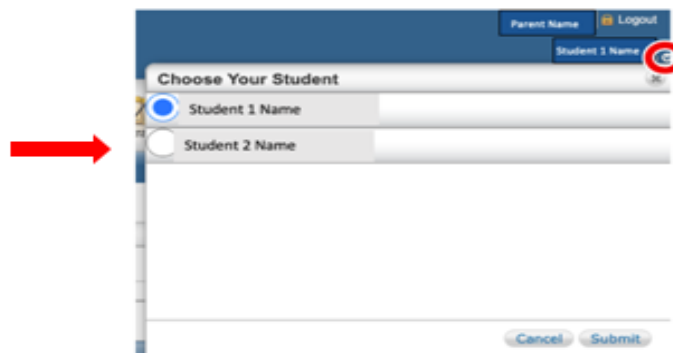 Parent Name Logout
Student 1 Name
Choose Your Student
Student 1 Name
Student 2 Name
Cancel Submit